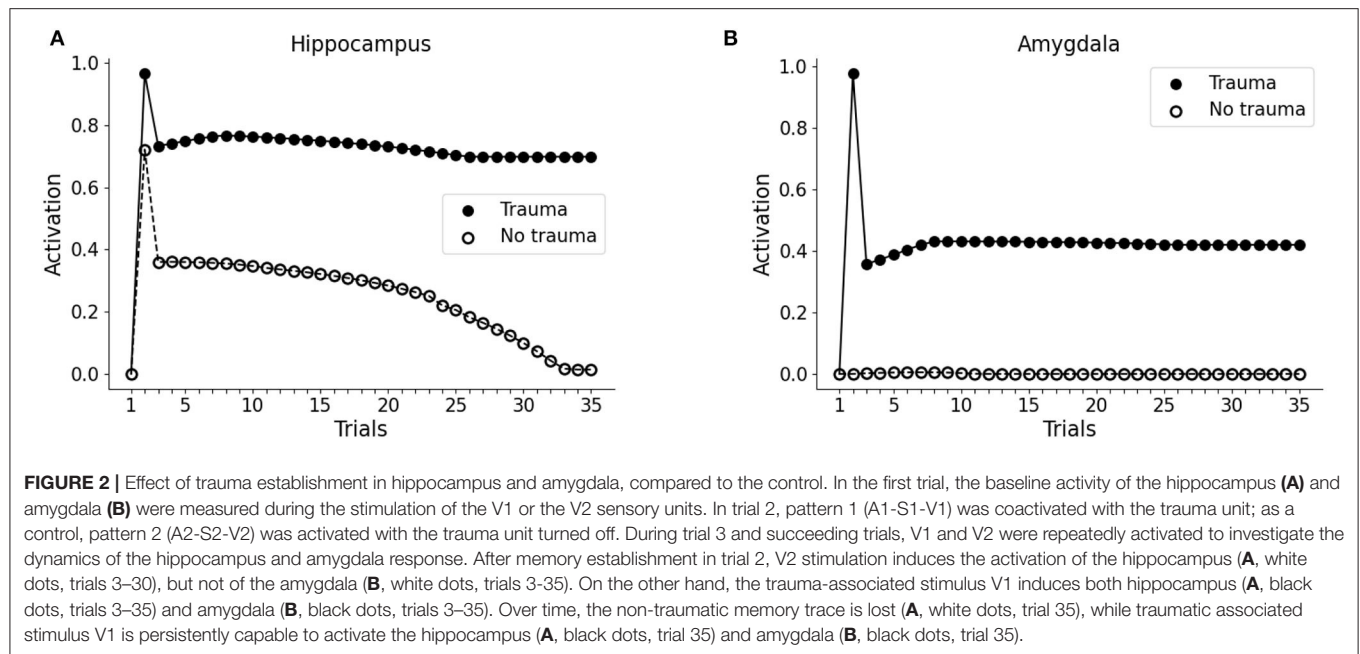 A
Hippocampus
1.0
0.8
0.6
0.4
0.2
0.0
Activation
Trauma
No trauma
1 5 10 15 20 25 30 35
Trials
B
Amygdala
1.0
0.8
0.6
0.4
0.2
0.0
Activation
Trauma
No trauma
1 5 10 15 20 25 30 35
Trials
FIGURE 2 | Effect of trauma establishment in hippocampus and amygdala, compared to the control. In the first trial, the baseline activity of the hippocampus (A) and
amygdala (B) were measured during the stimulation of the V1 or the V2 sensory units. In trial 2, pattern 1 (A1-S1-V1) was coactivated with the trauma unit; as a
control, pattern 2 (A2-S2-V2) was activated with the trauma unit turned off. During trial 3 and succeeding trials, V1 and V2 were repeatedly activated to investigate the
dynamics of the hippocampus and amygdala response. After memory establishment in trial 2, V2 stimulation induces the activation of the hippocampus (A, white
dots, trials 3–30), but not of the amygdala (B, white dots, trials 3-35). On the other hand, the trauma-associated stimulus V1 induces both hippocampus (A, black
dots, trials 3–35) and amygdala (B, black dots, trials 3–35). Over time, the non-traumatic memory trace is lost (A, white dots, trial 35), while traumatic associated
stimulus V1 is persistently capable to activate the hippocampus (A, black dots, trial 35) and amygdala (B, black dots, trial 35).